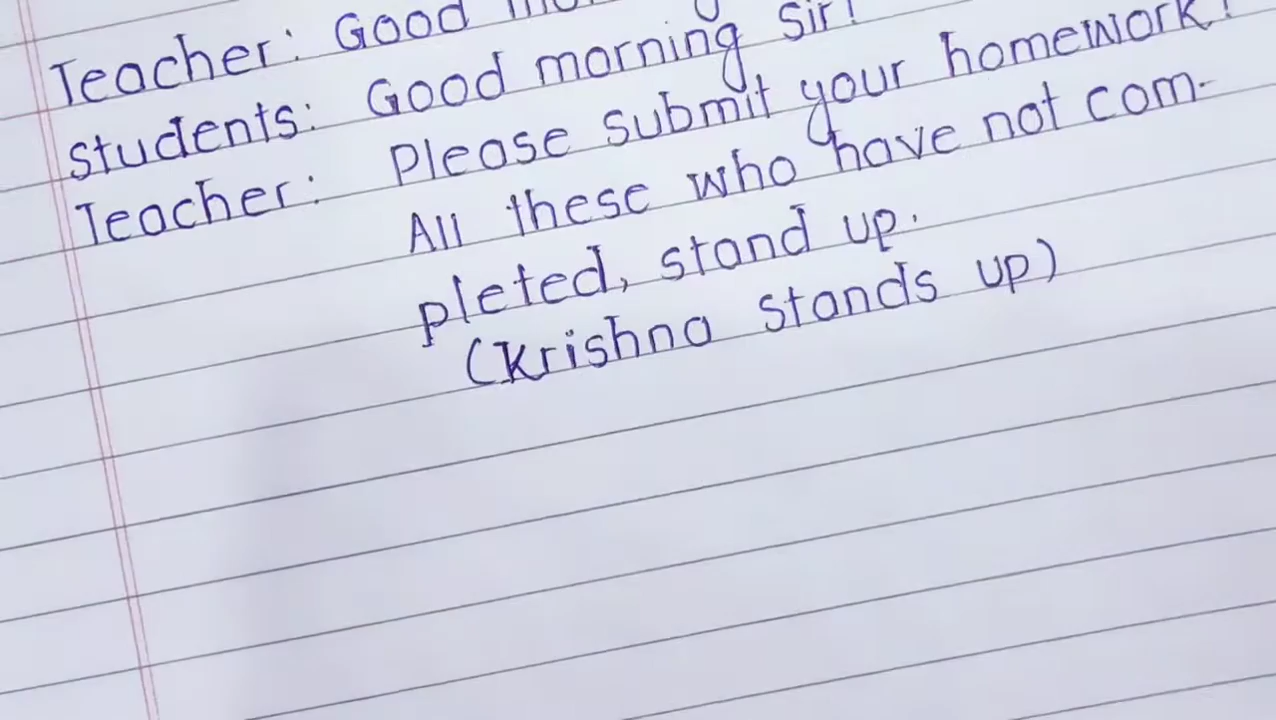 Teacher: Good
Students: Good morning Sir!
Teacher: Please submit your homework!
All these who have not com-
pleted, stand up.
(Krishna stands up)